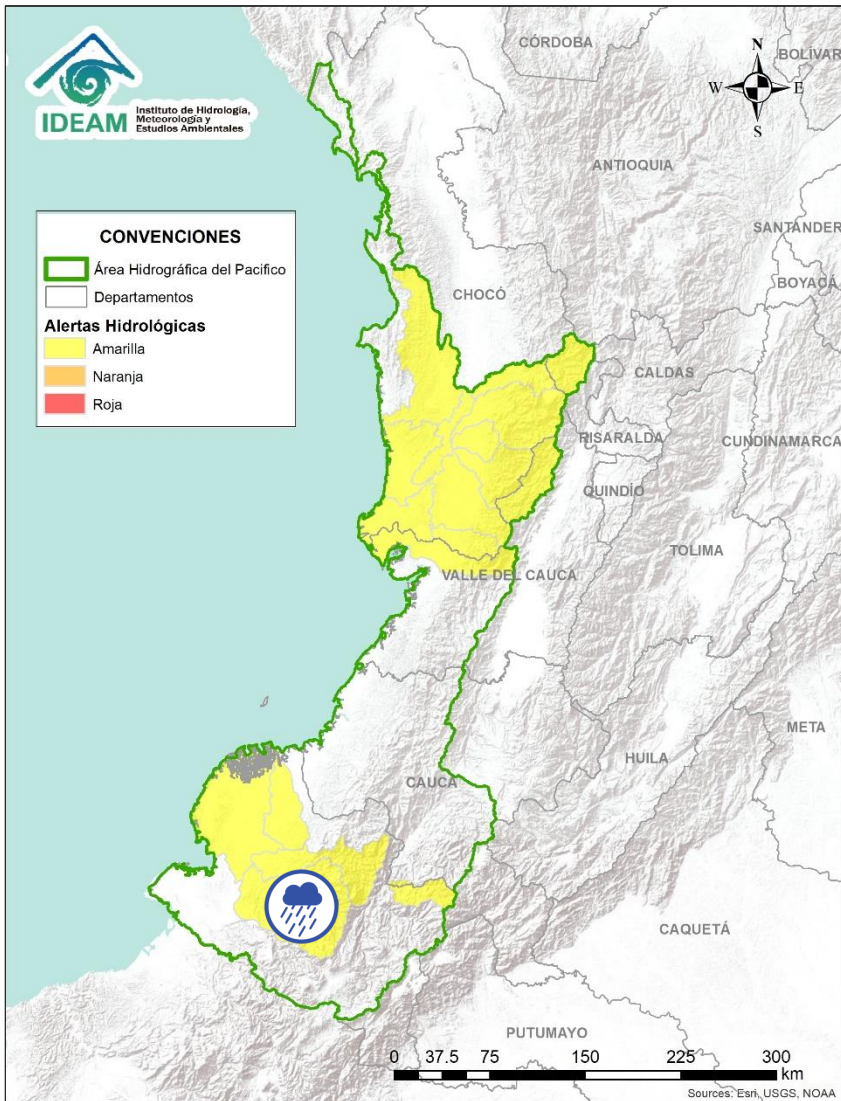 IDEAM
Instituto de Hidrología,
Meteorología y
Estudios Ambientales
CÓRDOBA
BOLÍVAR
N
W
E
S
ANTIOQUIA
SANTANDER
BOYACÁ
CONVENCIONES
Área Hidrográfica del Pacifico
Departamentos
Alertas Hidrológicas
Amarilla
Naranja
Roja
CHOCÓ
CALDAS
RISARALDA
CUNDINAMARCA
QUINDÍO
TOLIMA
VALLE DEL CAUCA
META
HUILA
CAUCA
CAQUETÁ
PUTUMAYO
0 37.5 75 150 225 300
km
Sources: Esri, USGS, NOAA